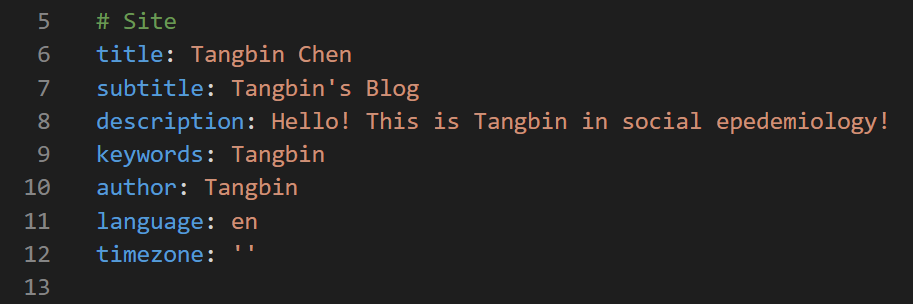 5 # Site
6 title: Tangbin Chen
7 subtitle: Tangbin's Blog
8 description: Hello! This is Tangbin in social epedemiology!
9 keywords: Tangbin
10 author: Tangbin
11 language: en
12 timezone: ''
13